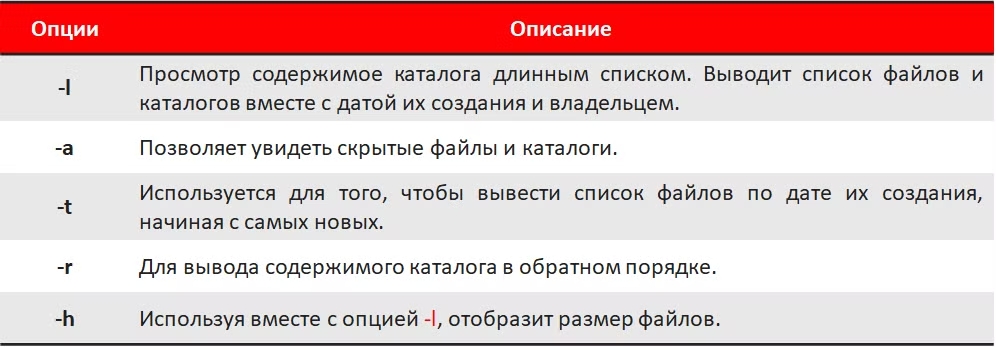 Опции Описание
-l Просмотр содержимое каталога длинным списком. Выводит список файлов и
каталогов вместе с датой их создания и владельцем.
-a Позволяет увидеть скрытые файлы и каталоги.
-t Используется для того, чтобы вывести список файлов по дате их создания,
начиная с самых новых.
-r Для вывода содержимого каталога в обратном порядке.
-h Используя вместе с опцией -l, отобразит размер файлов.